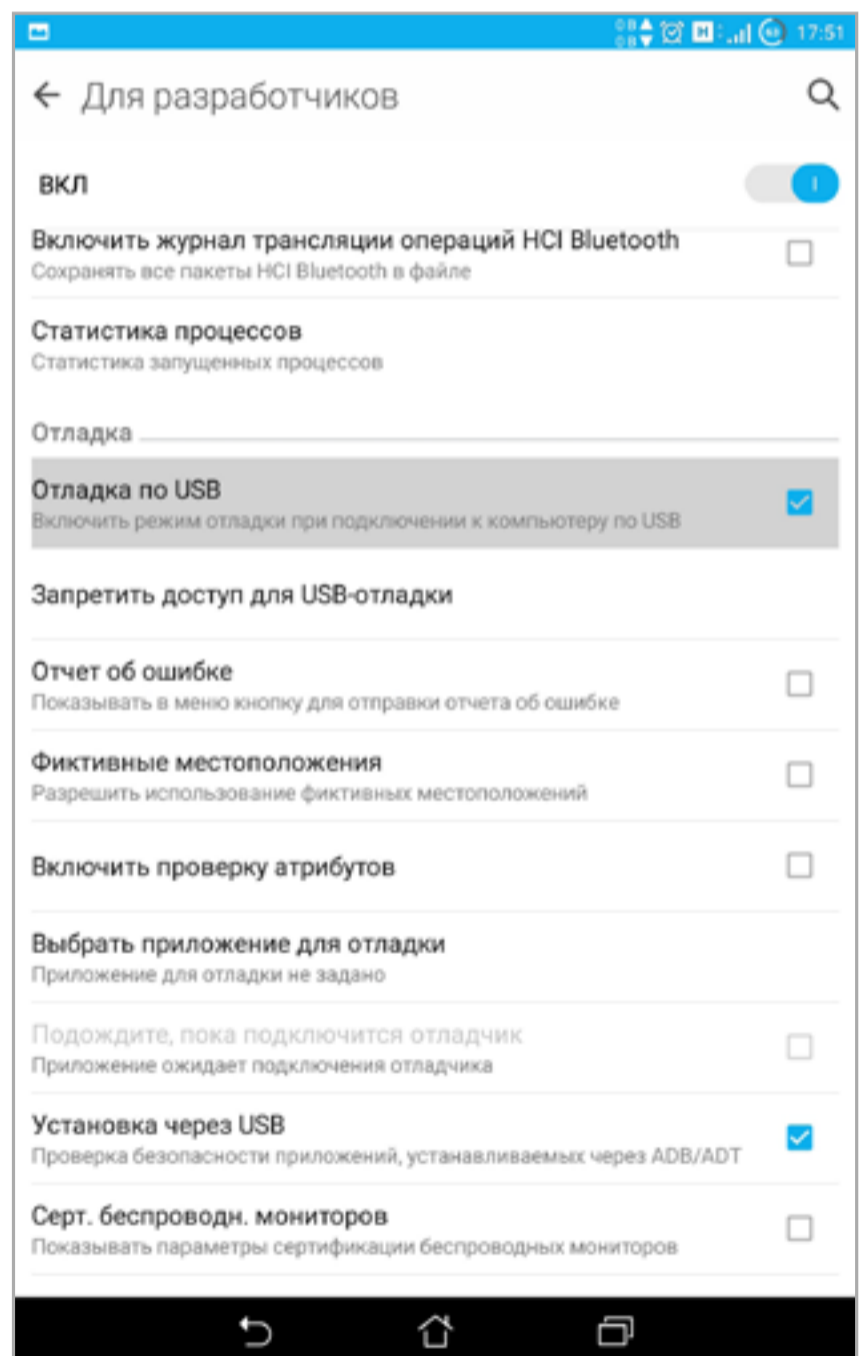 0 B
0 B
H
17:51
Для разработчиков
ВКЛ
Включить журнал трансляции операций HCI Bluetooth
Сохранять все пакеты HCI Bluetooth в файле
Статистика процессов
Статистика запущенных процессов
Отладка
Отладка по USB
Включить режим отладки при подключении к компьютеру по USB
Запретить доступ для USB-отладки
Отчет об ошибке
Показывать в меню кнопку для отправки отчета об ошибке
Фиктивные местоположения
Разрешить использование фиктивных местоположений
Включить проверку атрибутов
Выбрать приложение для отладки
Приложение для отладки не задано
Подождите, пока подключится отладчик
Приложение ожидает подключения отладчика
Установка через USB
Проверка безопасности приложений, устанавливаемых через ADB/ADT
Серт. беспроводн. мониторов
Показывать параметры сертификации беспроводных мониторов